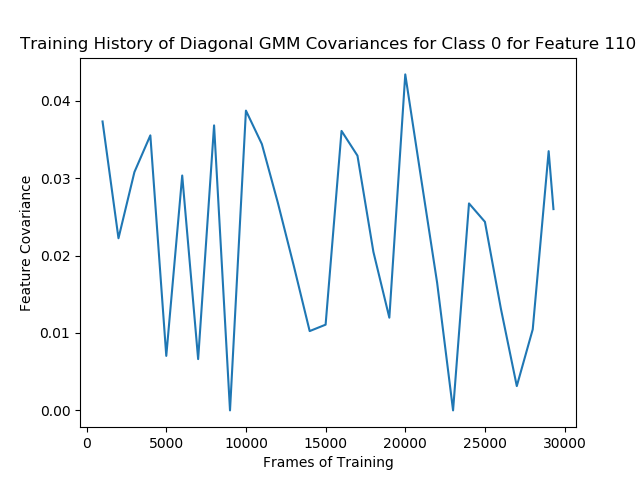 Training History of Diagonal GMM Covariances for Class 0 for Feature 110
0.04
0.03
0.02
0.01
0.00
Feature Covariance
0 5000 10000 15000 20000 25000 30000
Frames of Training